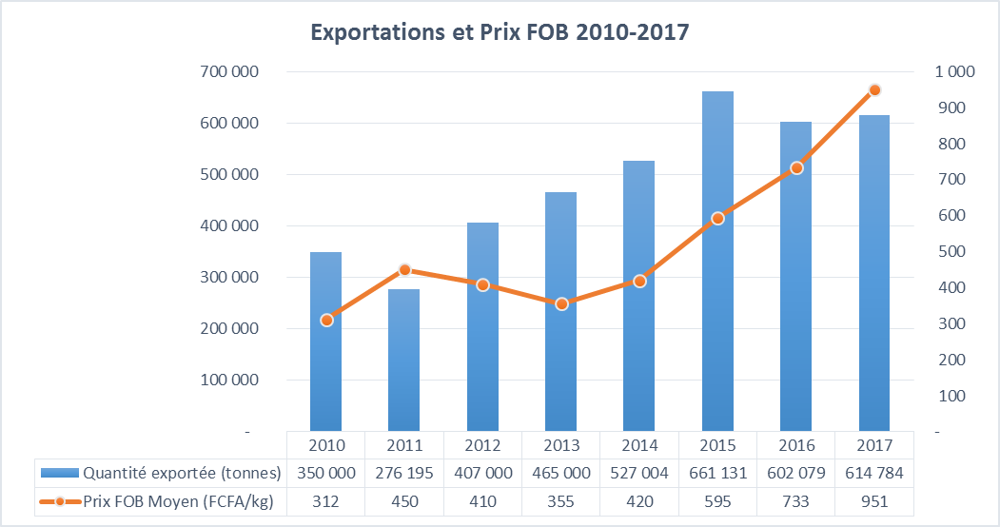 Exportations et Prix FOB 2010-2017
700 000 1 000
600 000 900
500 000 800
400 000 700
300 000 600
200 000 500
100 000 400
- 300
200
100
-
2010 2011 2012 2013 2014 2015 2016 2017
Quantité exportée (tonnes) 350 000 276 195 407 000 465 000 527 004 661 131 602 079 614 784
Prix FOB Moyen (FCFA/kg) 312 450 410 355 420 595 733 951